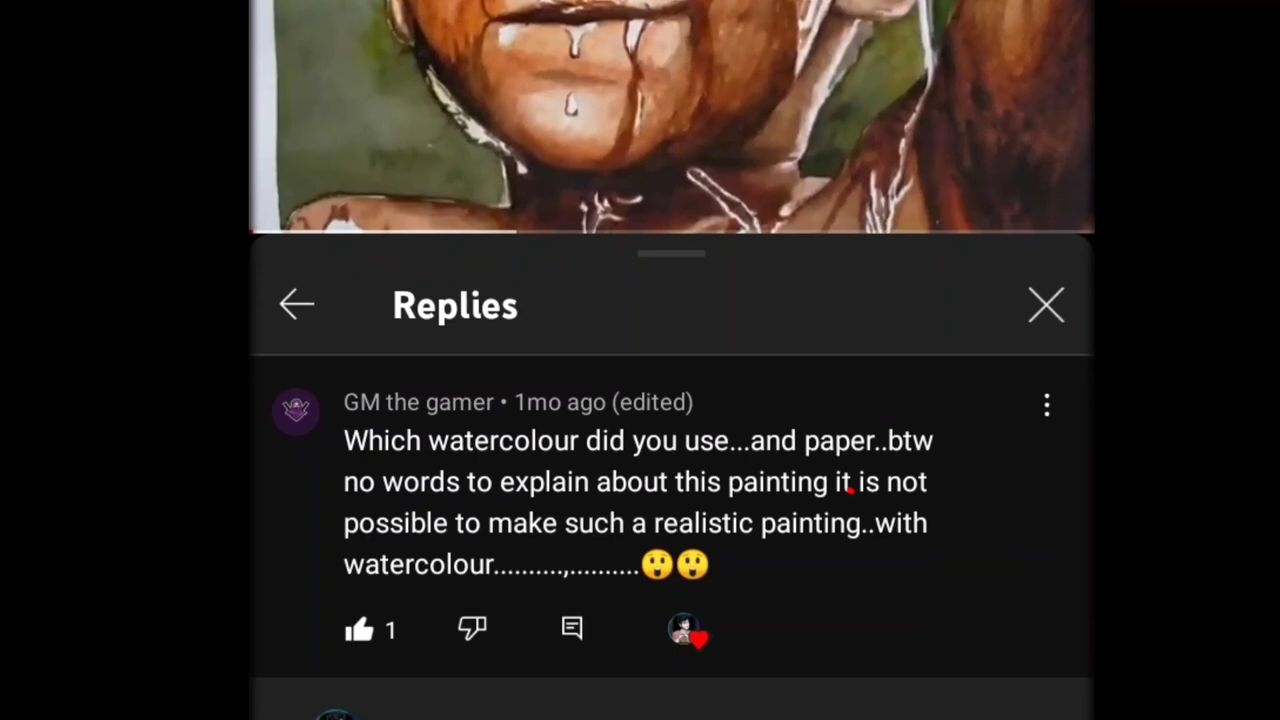 Replies
GM the gamer • 1mo ago (edited)
Which watercolour did you use...and paper..btw
no words to explain about this painting it is not
possible to make such a realistic painting..with
watercolour..........,..........😲😲
1